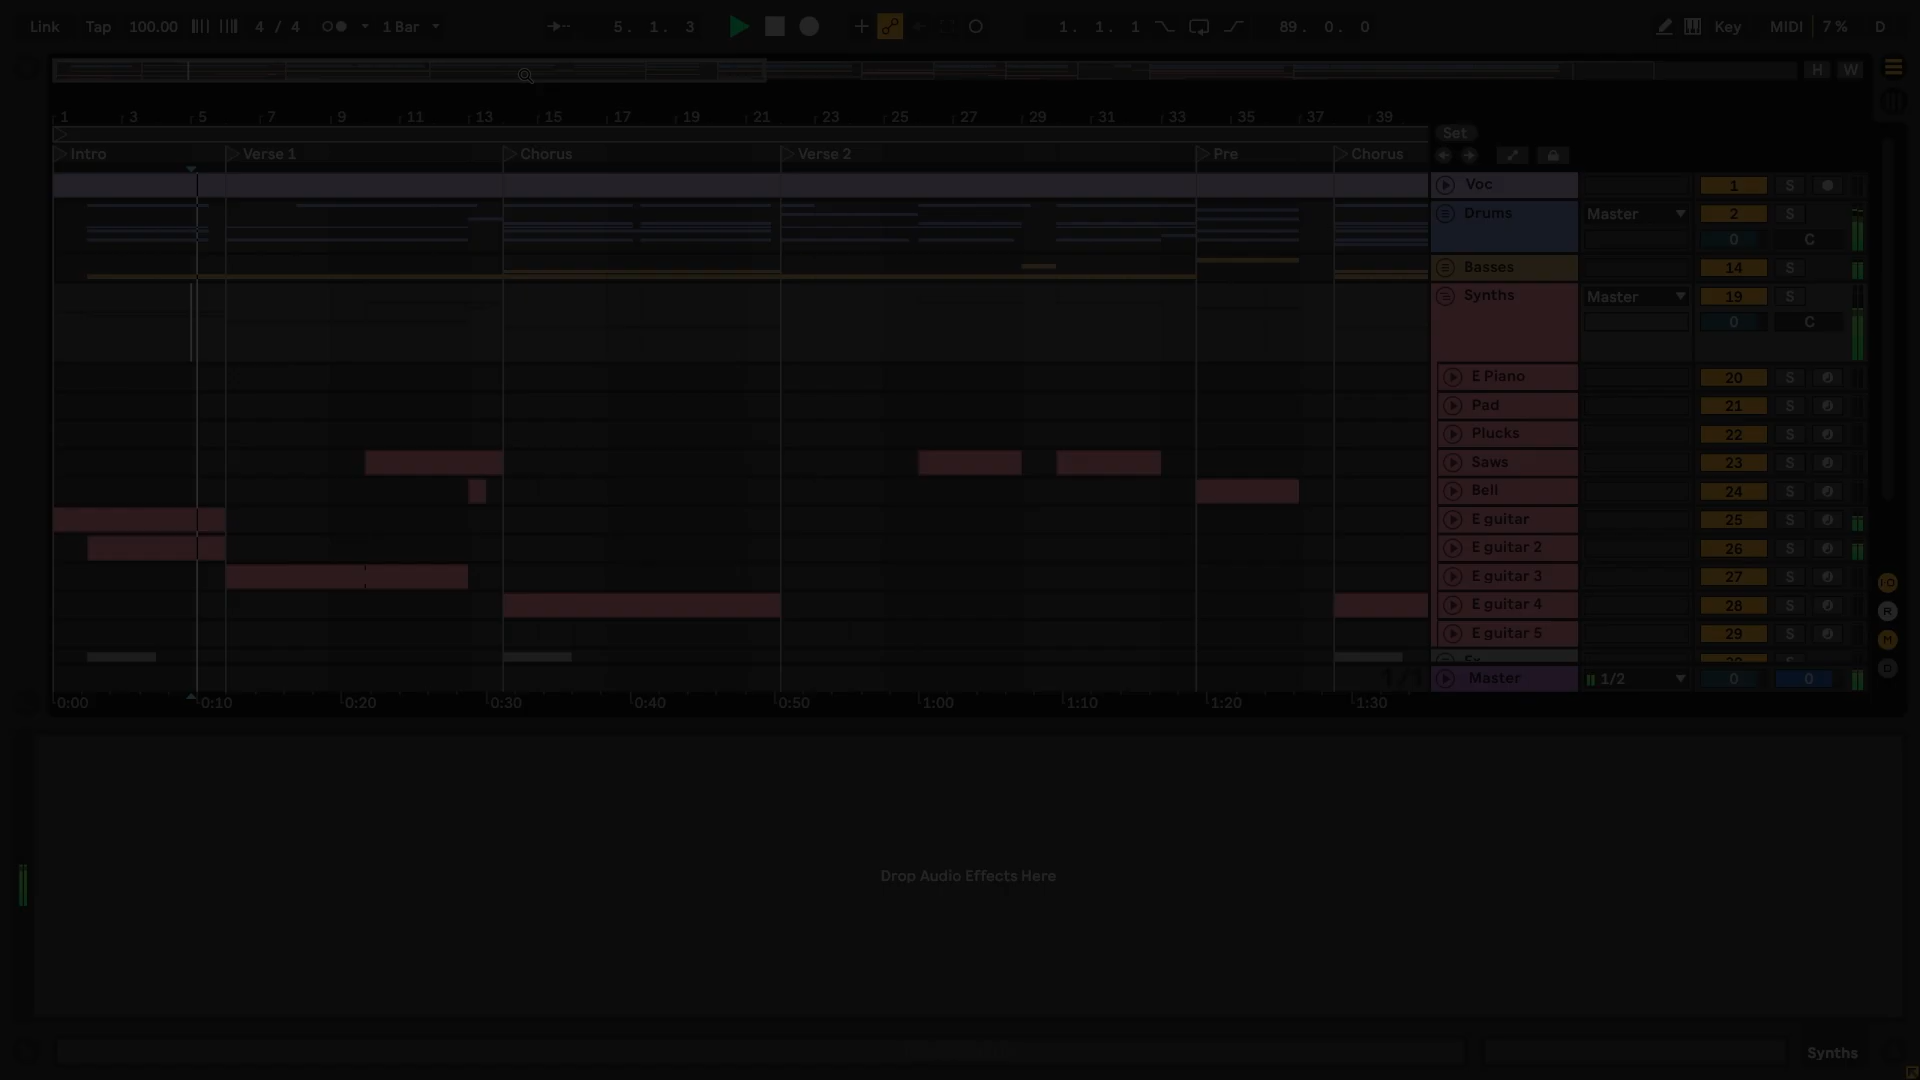 Link Tap 100.00 4 / 4 1 Bar 5. 1. 3 1. 1. 1 89. 0. 0 Key MIDI 7 % D
H W
1 3 5 7 9 11 13 15 17 19 21 23 25 27 29 31 33 35 37 39
Set
Intro Verse 1 Chorus Verse 2 Pre Chorus
Voc 1 S
Drums Master 2 S
0 C
Basses 14 S
Synths Master 19 S
0 C
E Piano 20 S
Pad 21 S
Plucks 22 S
Saws 23 S
Bell 24 S
E guitar 25 S
E guitar 2 26 S
E guitar 3 27 S
I·O
E guitar 4 28 S
R
E guitar 5 29 S
M
D
1/1
Master 1/2 0 0
0:00 0:10 0:20 0:30 0:40 0:50 1:00 1:10 1:20 1:30
Drop Audio Effects Here
Synths